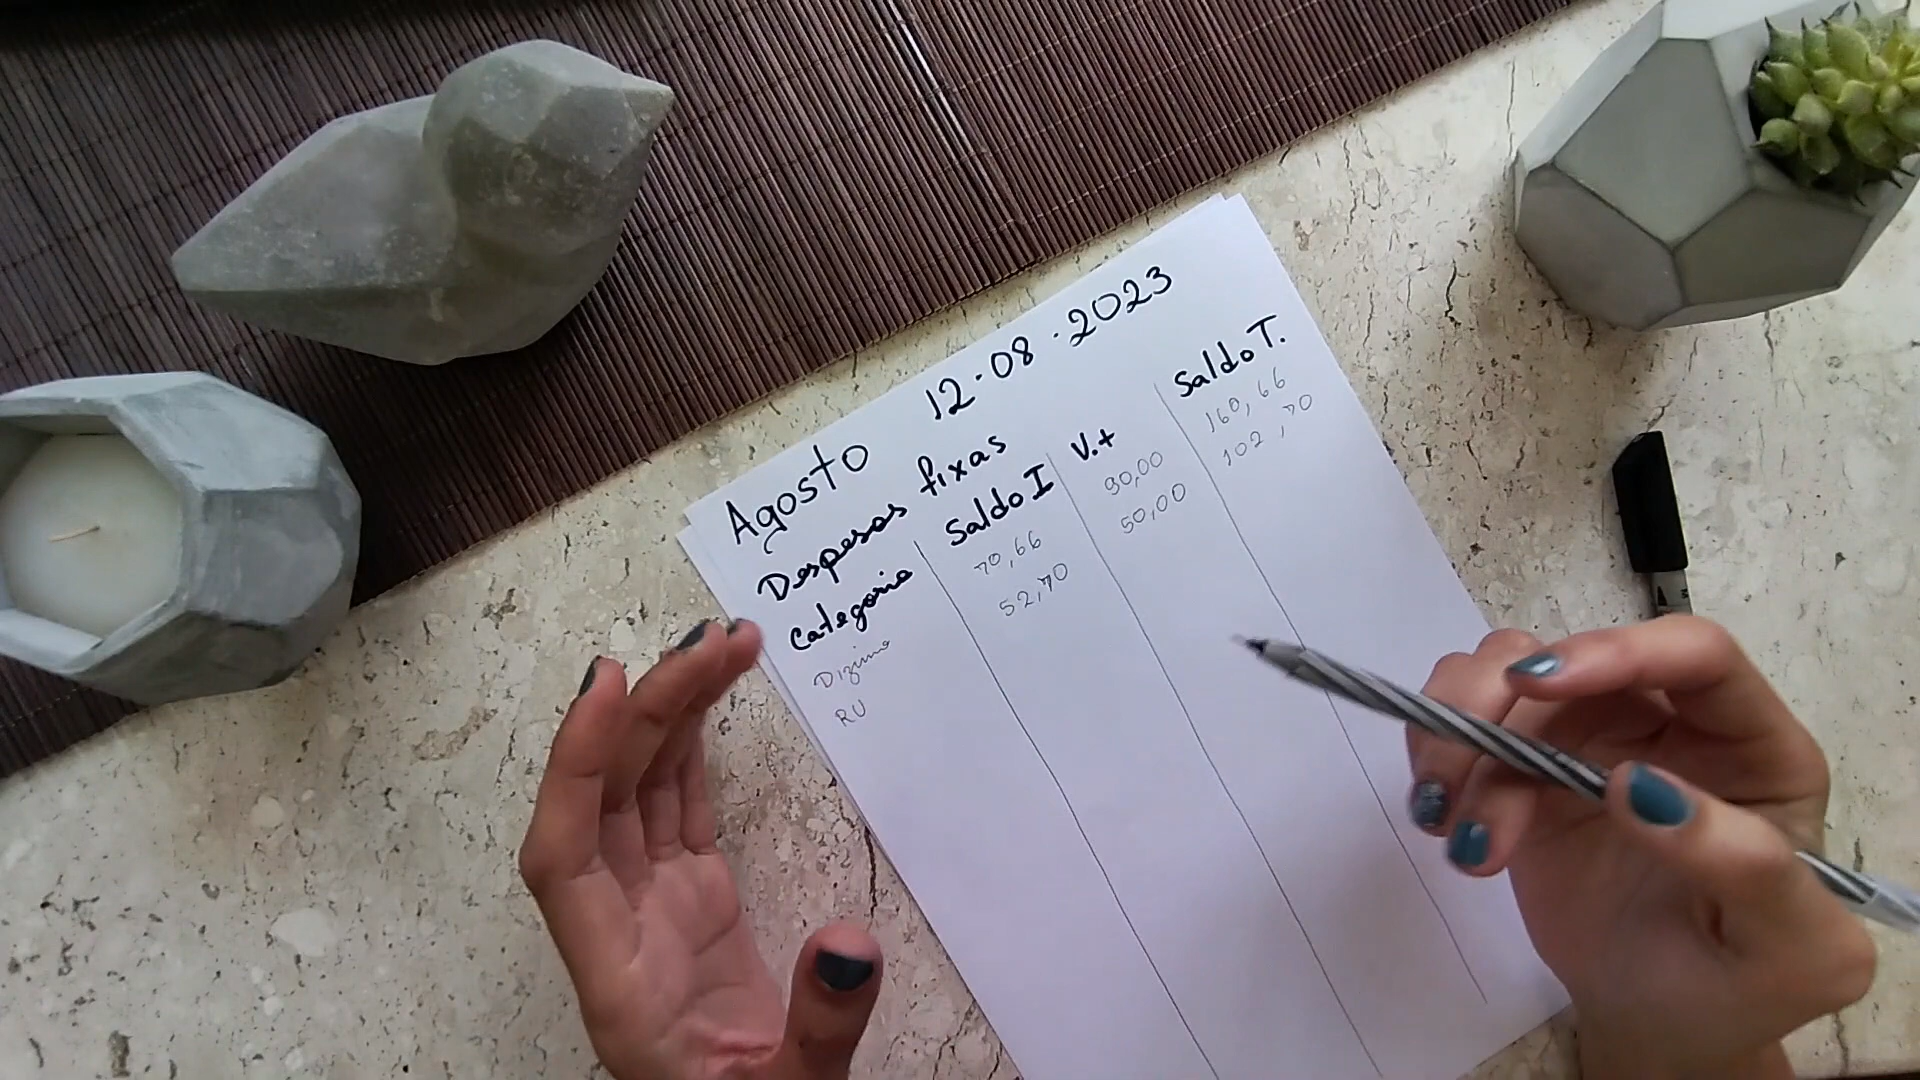 Agosto 12.08.2023
Despesas fixas
Categoria Saldo I V.+ Saldo T.
Dízimo 70,66 90,00 160,66
RU 52,70 50,00 102,70